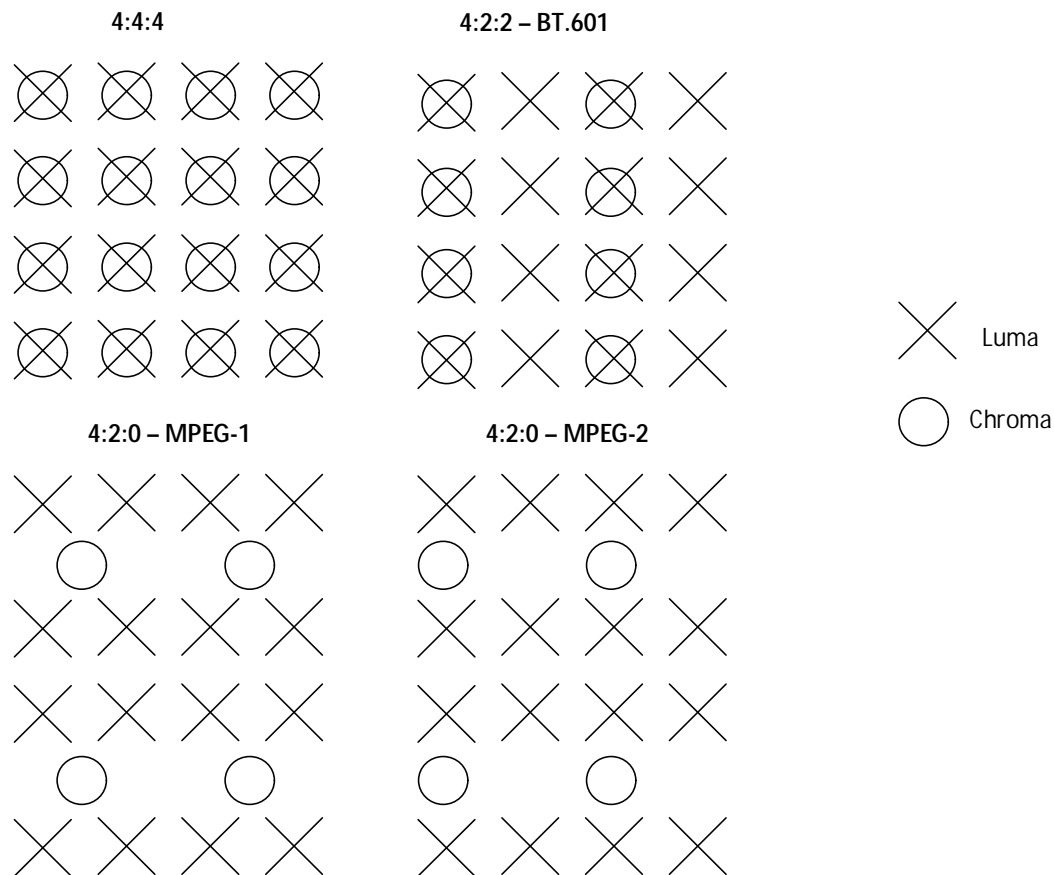 4:4:4
4:2:2 – BT.601
Luma
Chroma
4:2:0 – MPEG-1
4:2:0 – MPEG-2